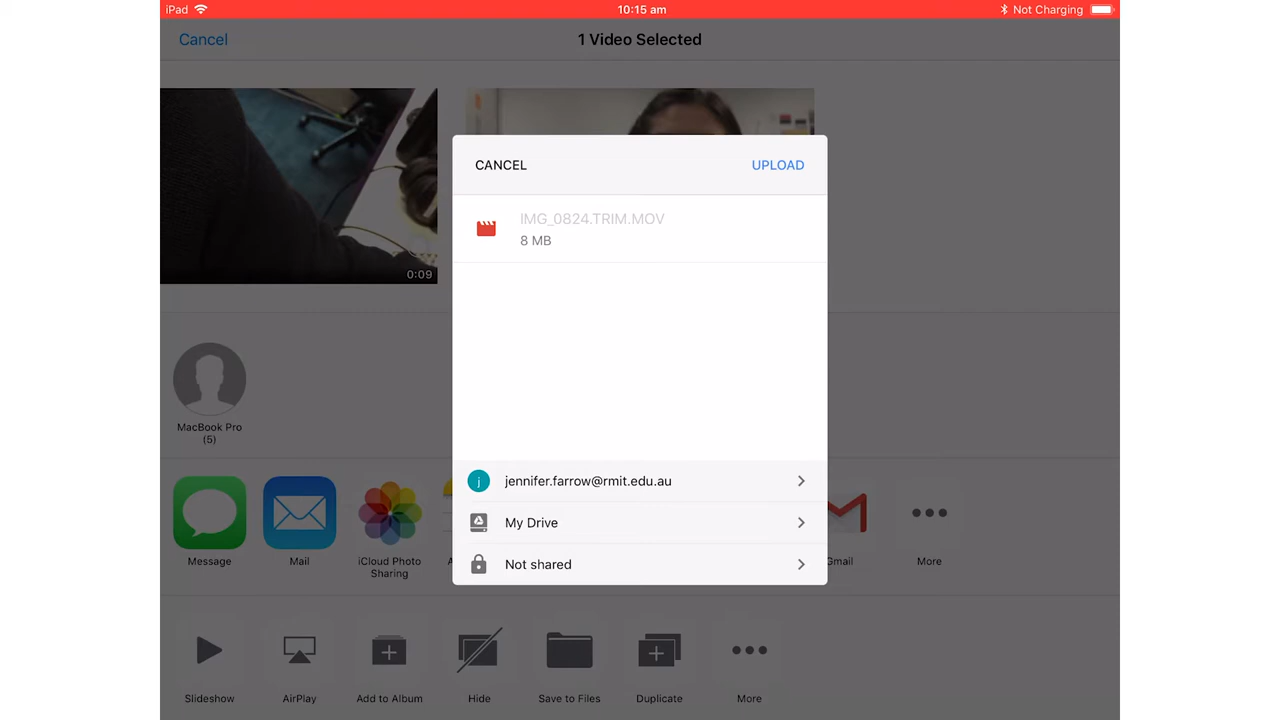 iPad
10:15 am
Not Charging
Cancel
1 Video Selected
0:09
CANCEL
UPLOAD
IMG_0824.TRIM.MOV
8 MB
jennifer.farrow@rmit.edu.au
My Drive
Not shared
MacBook Pro
(5)
Message
Mail
iCloud Photo
Sharing
Gmail
More
Slideshow
AirPlay
Add to Album
Hide
Save to Files
Duplicate
More